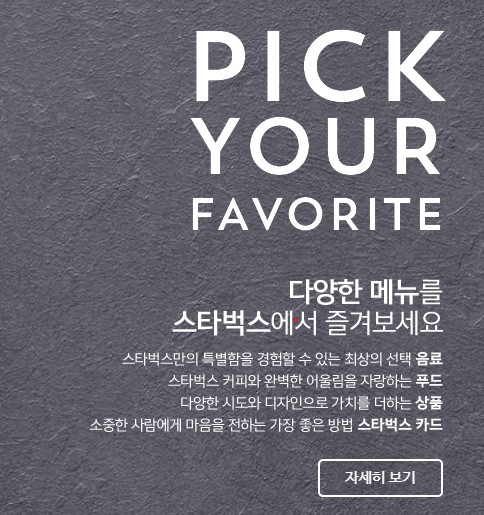 PICK
YOUR
FAVORITE
다양한 메뉴를
스타벅스에서 즐겨보세요
스타벅스만의 특별함을 경험할 수 있는 최상의 선택 음료
스타벅스 커피와 완벽한 어울림을 자랑하는 푸드
다양한 시도와 디자인으로 가치를 더하는 상품
소중한 사람에게 마음을 전하는 가장 좋은 방법 스타벅스 카드
자세히 보기